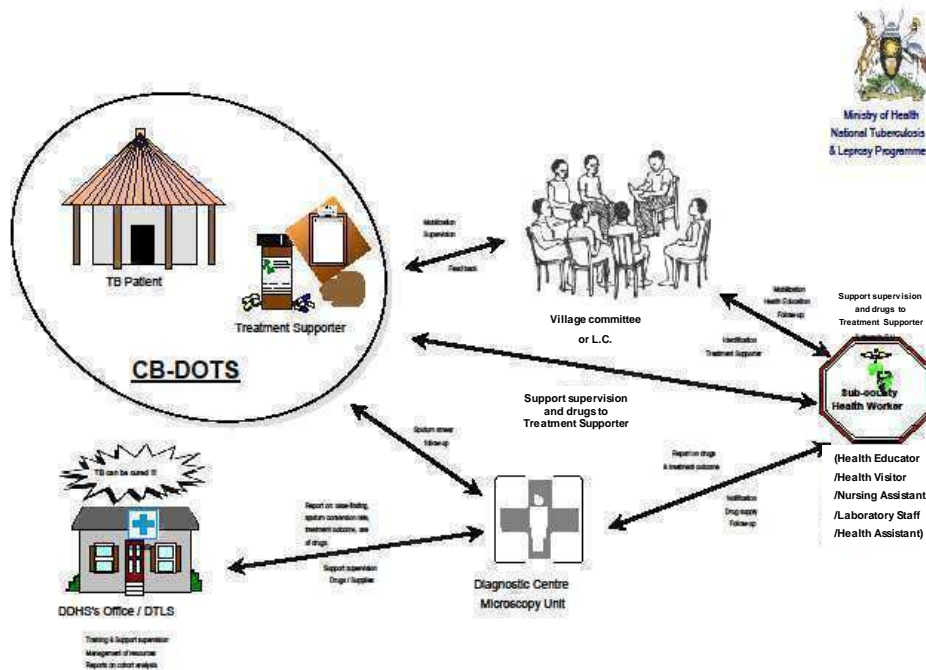 Ministry of Health
National Tuberculosis
& Leprosy Programme
TB Patient
Treatment Supporter
CB-DOTS
Mobilization
Supervision
Feed back
Village committee
or L.C.
Mobilization
Health Education
Follow-up
Identification
Treatment Supporter
Support supervision
and drugs to
Treatment Supporter
Sub-county
Health Worker
(Health Educator
/Health Visitor
/Nursing Assistant
/Laboratory Staff
/Health Assistant)
Support supervision
and drugs to
Treatment Supporter
Sputum smear
follow-up
Report on drugs
& treatment outcome
Notification
Drug supply
Follow-up
TB can be cured !!!
Report on: case-finding,
sputum conversion rate,
treatment outcome, use
of drugs
Support supervision
Drugs / Supplies
Diagnostic Centre
Microscopy Unit
DDHS's Office / DTLS
Training & Support supervision
Management of resources
Reports on cohort analysis